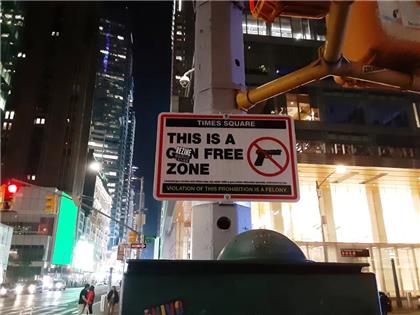 TIMES SQUARE
THIS IS A
G N FREE
ZONE
VIOLATION OF THIS PROHIBITION IS A FELONY.